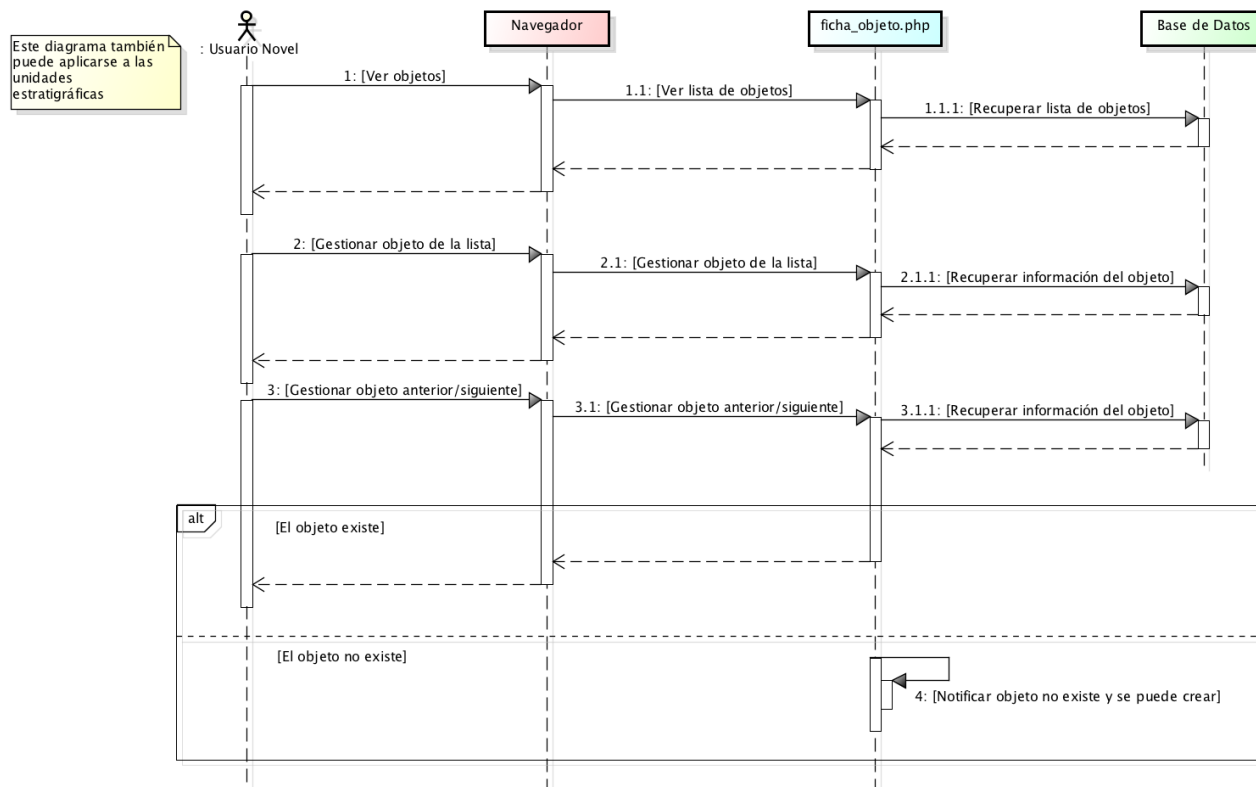 Este diagrama también
puede aplicarse a las
unidades
estratigráficas
: Usuario Novel
Navegador
ficha_objeto.php
Base de Datos
1: [Ver objetos]
1.1: [Ver lista de objetos]
1.1.1: [Recuperar lista de objetos]
2: [Gestionar objeto de la lista]
2.1: [Gestionar objeto de la lista]
2.1.1: [Recuperar información del objeto]
3: [Gestionar objeto anterior/siguiente]
3.1: [Gestionar objeto anterior/siguiente]
3.1.1: [Recuperar información del objeto]
alt
[El objeto existe]
[El objeto no existe]
4: [Notificar objeto no existe y se puede crear]